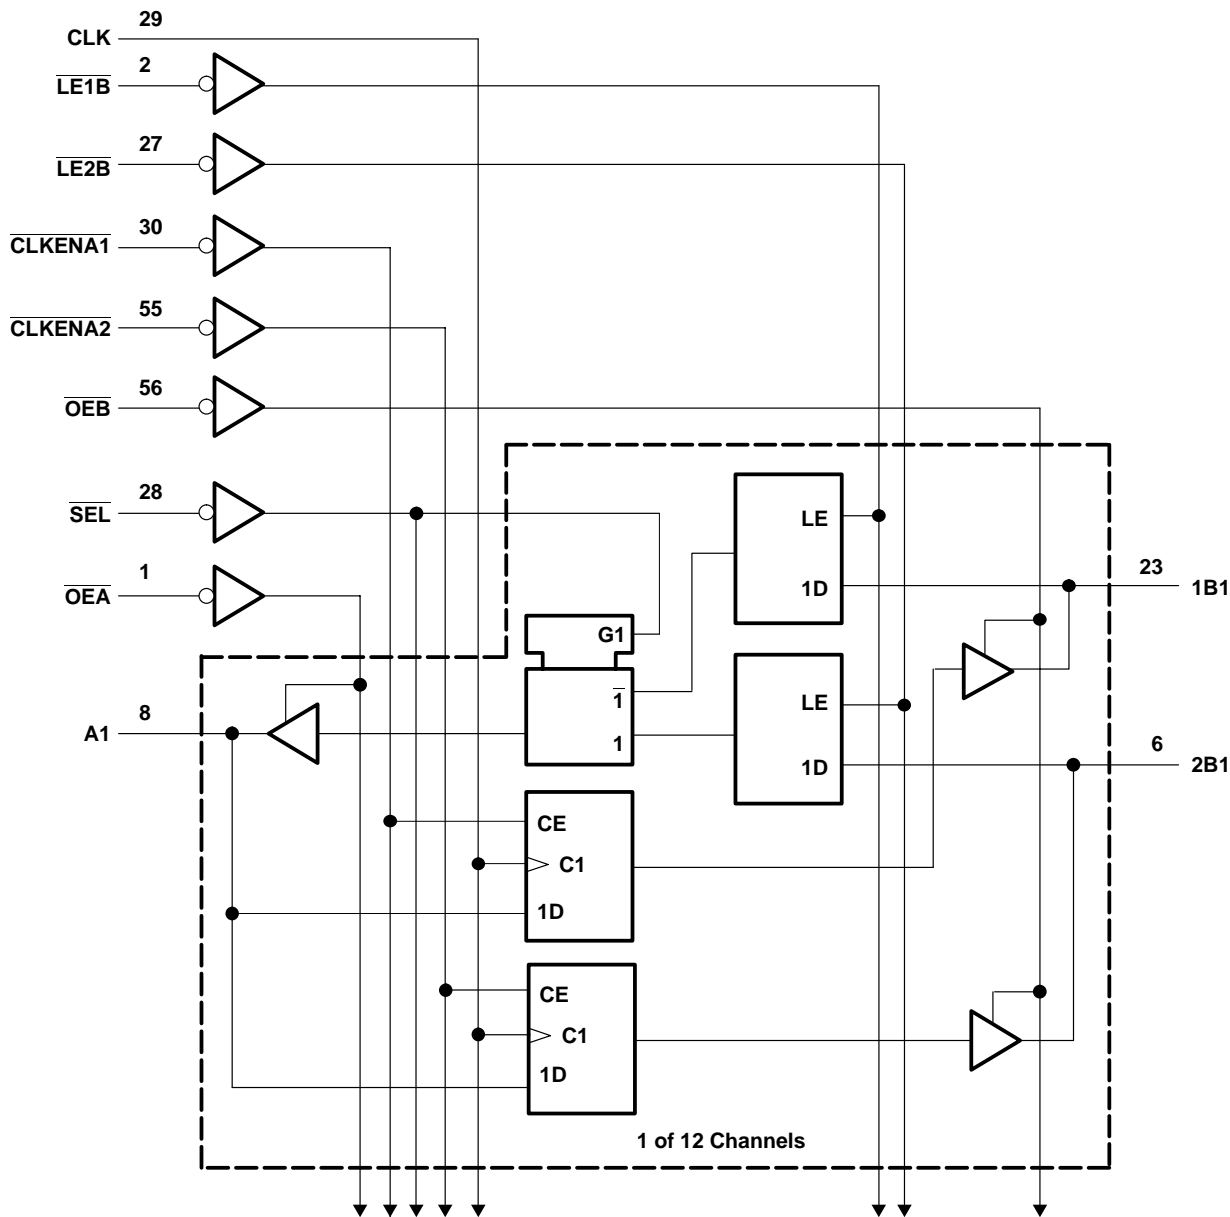 29
CLK
2
LE1B
27
LE2B
30
CLKENA1
55
CLKENA2
56
OEB
28
SEL
1
OEA
LE
1D
23
1B1
G1
1
1
LE
1D
6
2B1
8
A1
CE
C1
1D
CE
C1
1D
1 of 12 Channels